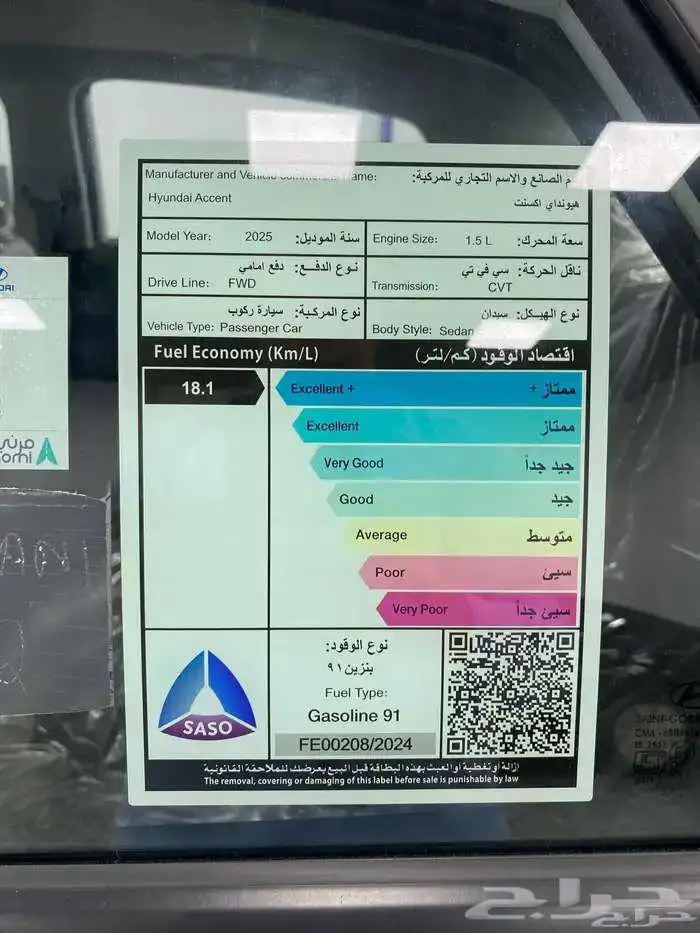 Manufacturer and Vehicle Commercial Name: الصانع والاسم التجاري للمركبة:
Hyundai Accent هيونداي اكسنت
Model Year: 2025 سنة الموديل:
Engine Size: 1.5 L سعة المحرك:
نوع الدفع: دفع امامي
Drive Line: FWD
ناقل الحركة: سي في تي
Transmission: CVT
نوع المركبة: سيارة ركوب
Vehicle Type: Passenger Car
نوع الهيكل: سيدان
Body Style: Sedan
Fuel Economy (Km/L) اقتصاد الوقود (كم/لتر)
18.1
Excellent + ممتاز +
Excellent ممتاز
Very Good جيد جداً
Good جيد
Average متوسط
Poor سيئ
Very Poor سيئ جداً
SASO
نوع الوقود:
بنزين ٩١
Fuel Type:
Gasoline 91
FE00208/2024
ازالة أو تغطية أو العبث بهذه البطاقة قبل البيع يعرضك للملاحقة القانونية
The removal, covering or damaging of this label before sale is punishable by law
حراج
حراج